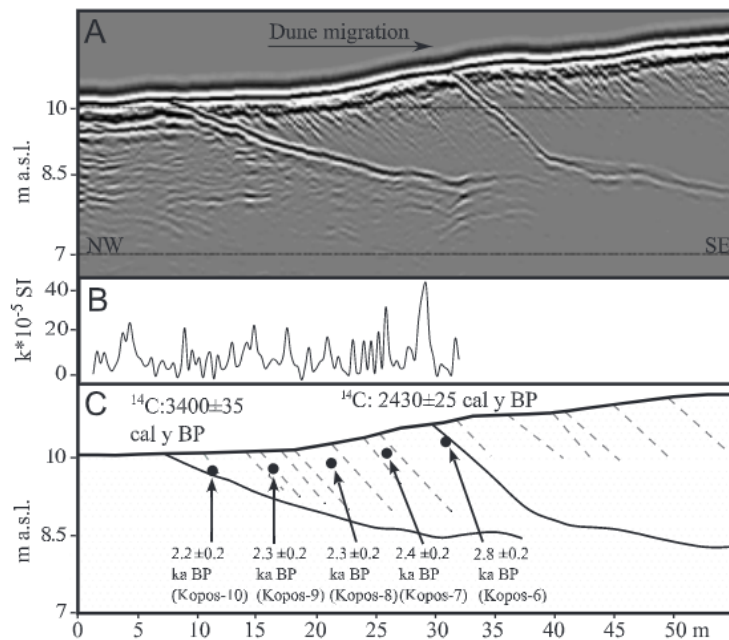 A
Dune migration
10
8.5
7
m a.s.l.
NW
SE
B
40
20
0
k*10⁻⁵ SI
C
¹⁴C:3400±35
cal y BP
¹⁴C: 2430±25 cal y BP
10
8.5
7
m a.s.l.
2.2 ±0.2 2.3 ±0.2 2.3 ±0.2 2.4 ±0.2 2.8 ±0.2
ka BP ka BP ka BP ka BP ka BP
(Kopos-10) (Kopos-9) (Kopos-8) (Kopos-7) (Kopos-6)
0 5 10 15 20 25 30 35 40 45 50 m